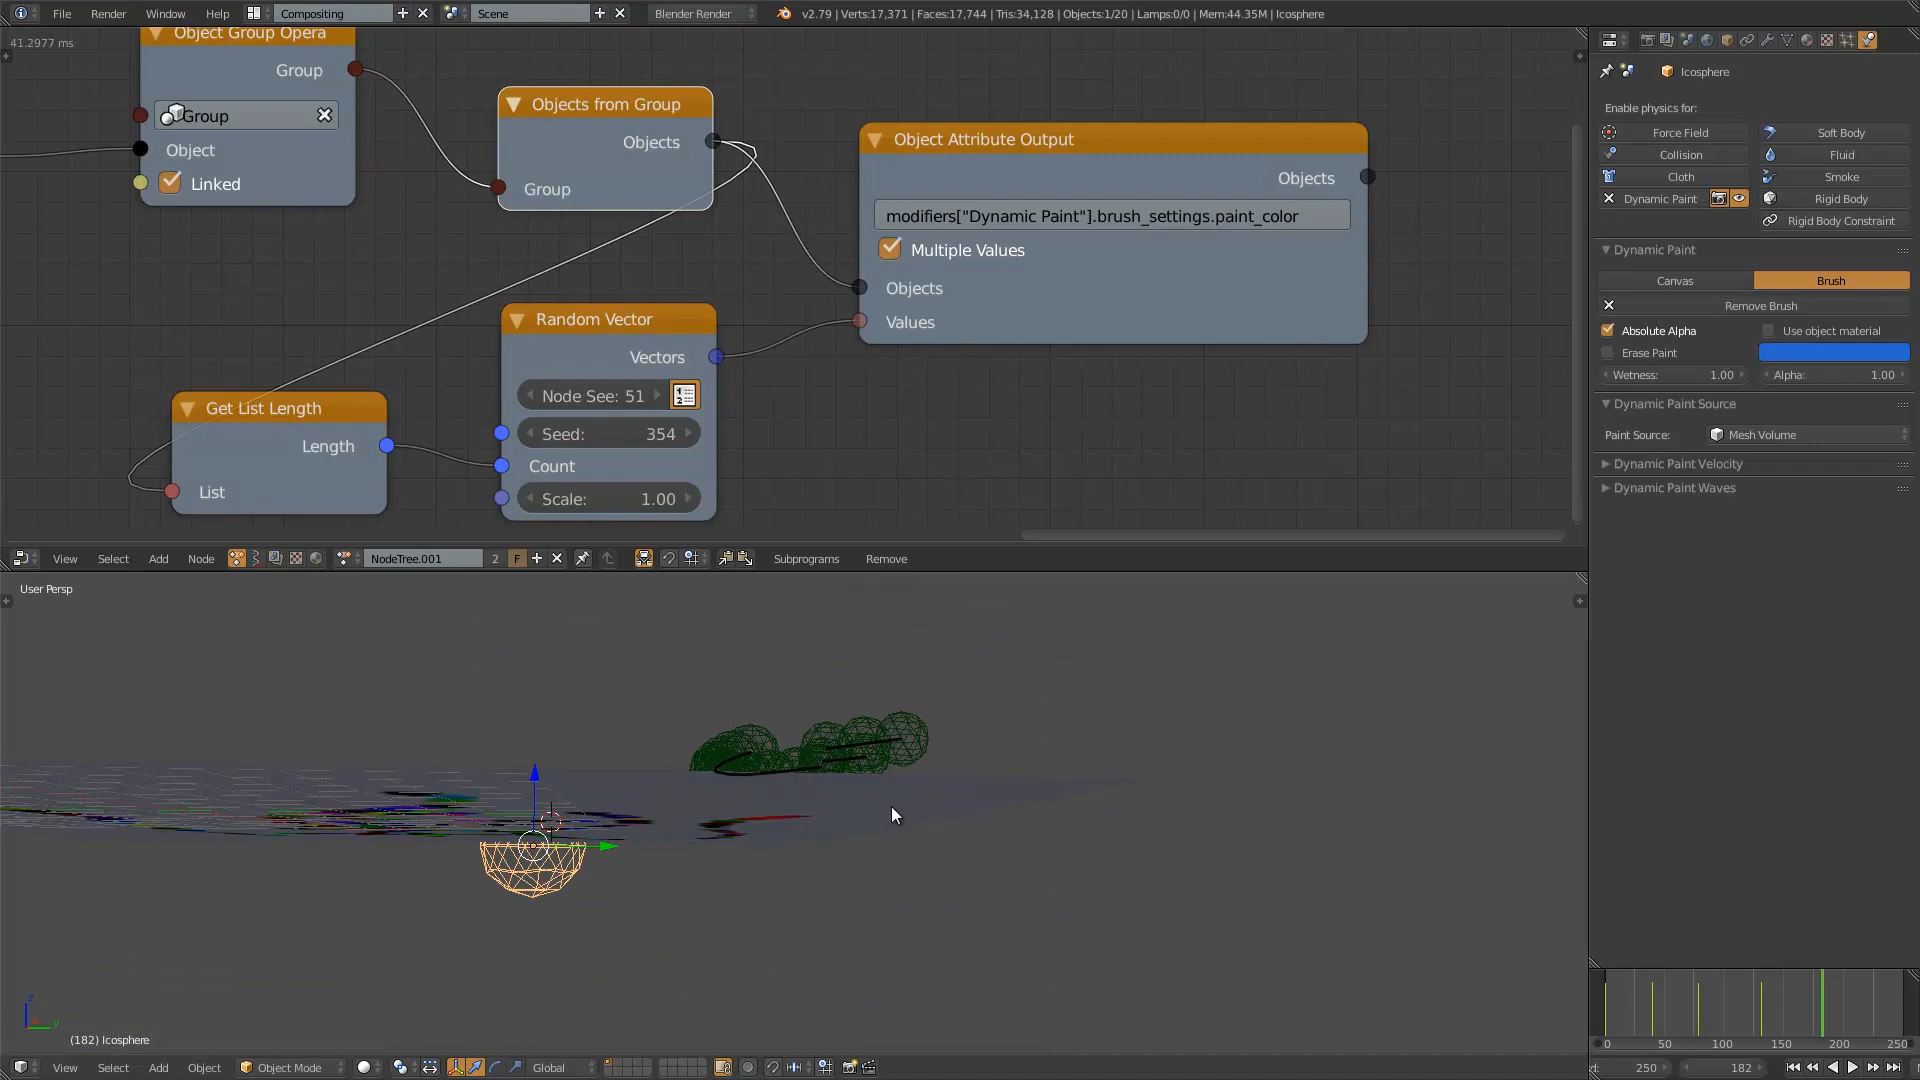 File Render Window Help Compositing Scene Blender Render v2.79 | Verts:17,371 | Faces:17,744 | Tris:34,128 | Objects:1/20 | Lamps:0/0 | Mem:44.35M | Icosphere
41.2977 ms
Object Group Opera
Group
Group
Object
Linked
Objects from Group
Objects
Group
Object Attribute Output
Objects
modifiers["Dynamic Paint"].brush_settings.paint_color
Multiple Values
Objects
Values
Get List Length
Length
List
Random Vector
Vectors
Node See: 51
Seed: 354
Count
Scale: 1.00
View Select Add Node NodeTree.001 2 F Subprograms Remove
User Persp
z
y
(182) Icosphere
View Select Add Object Object Mode Global
Icosphere
Enable physics for:
Force Field Soft Body
Collision Fluid
Cloth Smoke
Dynamic Paint Rigid Body
Rigid Body Constraint
Dynamic Paint
Canvas Brush
Remove Brush
Absolute Alpha Use object material
Erase Paint
Wetness: 1.00 Alpha: 1.00
Dynamic Paint Source
Paint Source: Mesh Volume
Dynamic Paint Velocity
Dynamic Paint Waves
0 50 100 150 200 250
d: 250 182